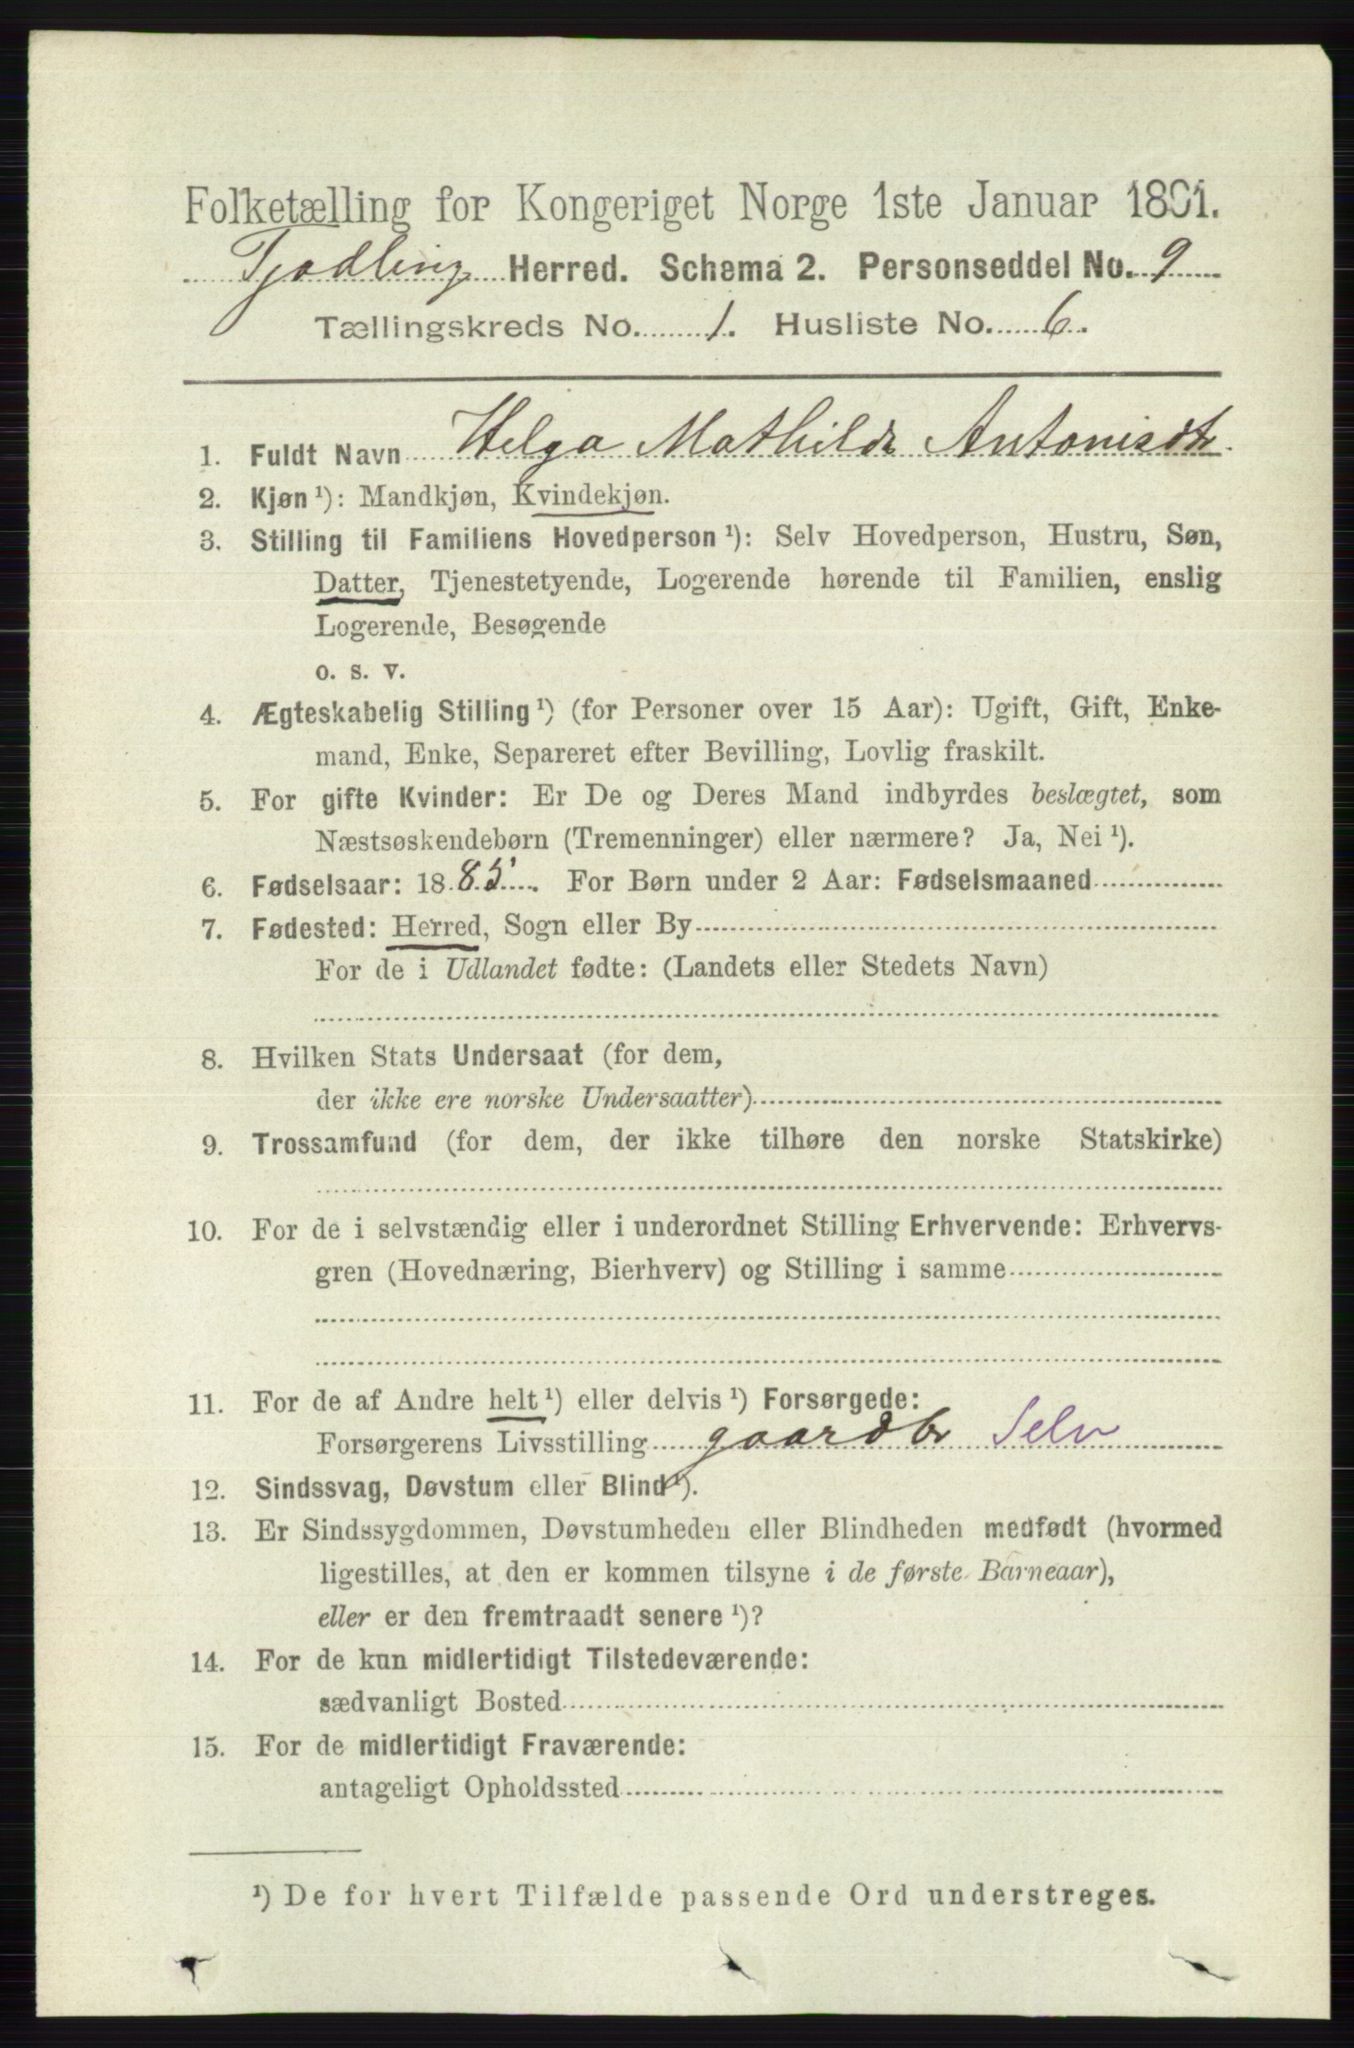 Folketælling for Kongeriget Norge 1ste Januar 1891.
Tjødling Herred. Schema 2. Personseddel No. 9
Tællingskreds No. 1. Husliste No. 6.
1. Fuldt Navn Helga Mathilde Antonisdtr.
2. Kjøn ¹): Mandkjøn, Kvindekjøn.
3. Stilling til Familiens Hovedperson ¹): Selv Hovedperson, Hustru, Søn,
Datter, Tjenestetyende, Logerende hørende til Familien, enslig
Logerende, Besøgende
o. s. v.
4. Ægteskabelig Stilling ¹) (for Personer over 15 Aar): Ugift, Gift, Enke-
mand, Enke, Separeret efter Bevilling, Lovlig fraskilt.
5. For gifte Kvinder: Er De og Deres Mand indbyrdes beslægtet, som
Næstsøskendebørn (Tremenninger) eller nærmere? Ja, Nei ¹).
6. Fødselsaar: 1885. For Børn under 2 Aar: Fødselsmaaned
7. Fødested: Herred, Sogn eller By
For de i Udlandet fødte: (Landets eller Stedets Navn)
8. Hvilken Stats Undersaat (for dem,
der ikke ere norske Undersaatter)
9. Trossamfund (for dem, der ikke tilhøre den norske Statskirke)
10. For de i selvstændig eller i underordnet Stilling Erhvervende: Erhvervs-
gren (Hovednæring, Bierhverv) og Stilling i samme
11. For de af Andre helt ¹) eller delvis ¹) Forsørgede:
Forsørgerens Livsstilling gaardbr Selv
12. Sindssvag, Døvstum eller Blind ¹).
13. Er Sindssygdommen, Døvstumheden eller Blindheden medfødt (hvormed
ligestilles, at den er kommen tilsyne i de første Barneaar),
eller er den fremtraadt senere ¹)?
14. For de kun midlertidigt Tilstedeværende:
sædvanligt Bosted
15. For de midlertidigt Fraværende:
antageligt Opholdssted
¹) De for hvert Tilfælde passende Ord understreges.